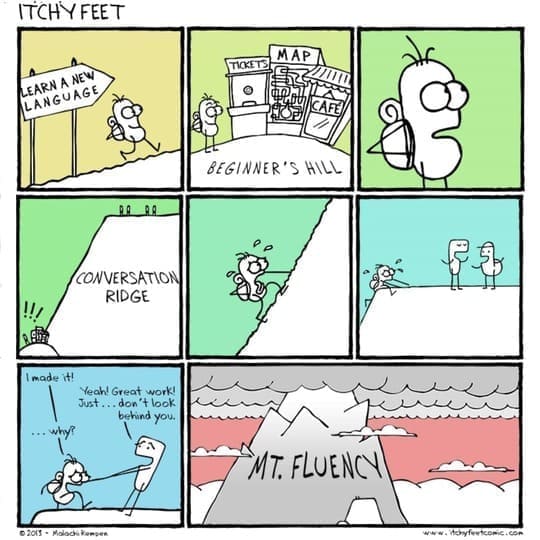 ITCHY FEET
LEARN A NEW
LANGUAGE
TICKETS
MAP
CAFE
BEGINNER'S HILL
CONVERSATION
RIDGE
!!!
I made it!
Yeah! Great work!
Just...don't look
behind you.
...why?
MT. FLUENCY
© 2013 - Malachi Rempen
www.itchyfeetcomic.com